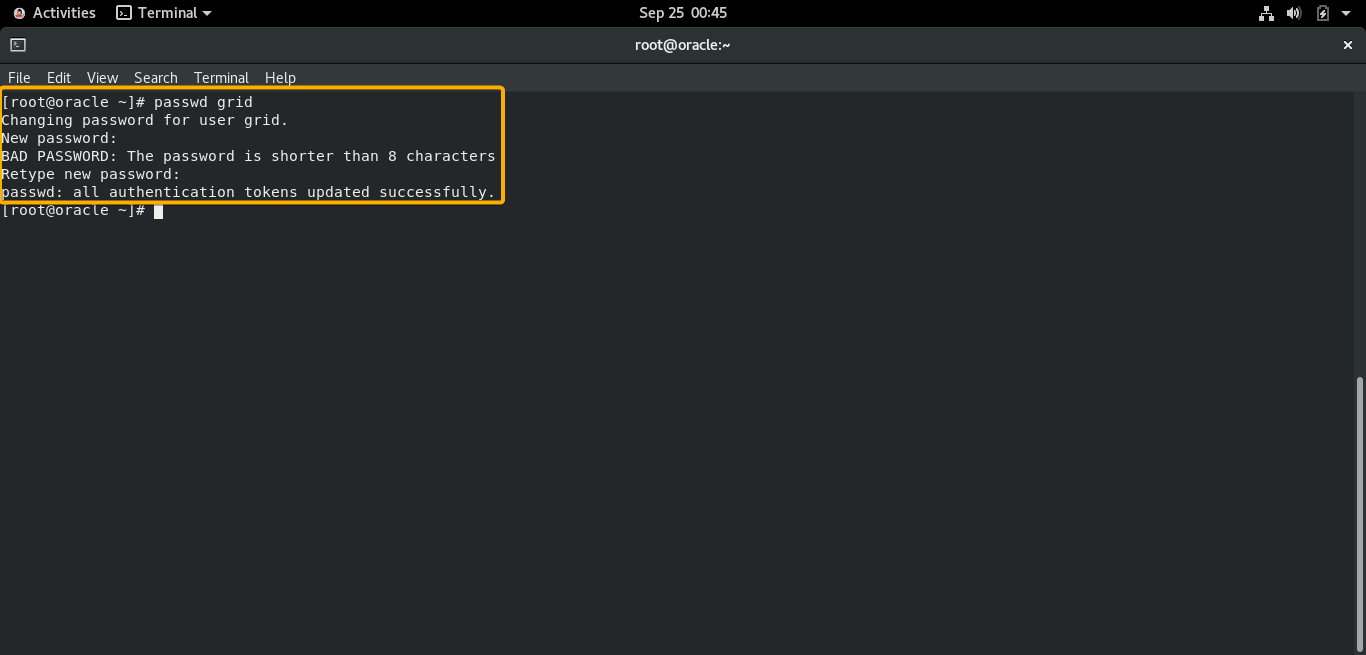 Activities Terminal Sep 25 00:45
root@oracle:~
File Edit View Search Terminal Help
[root@oracle ~]# passwd grid
Changing password for user grid.
New password:
BAD PASSWORD: The password is shorter than 8 characters
Retype new password:
passwd: all authentication tokens updated successfully.
[root@oracle ~]#